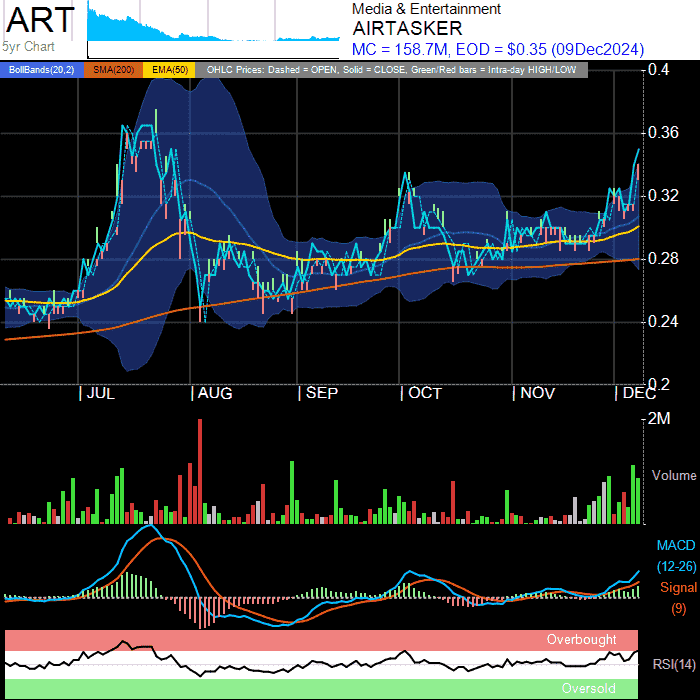 ART
5yr Chart
Media & Entertainment
AIRTASKER
MC = 158.7M, EOD = $0.35 (09Dec2024)
BollBands(20,2) SMA(200) EMA(50) OHLC Prices: Dashed = OPEN, Solid = CLOSE, Green/Red bars = Intra-day HIGH/LOW
0.4
0.36
0.32
0.28
0.24
0.2
JUL AUG SEP OCT NOV DEC
2M
Volume
MACD
(12-26)
Signal
(9)
Overbought
RSI(14)
Oversold